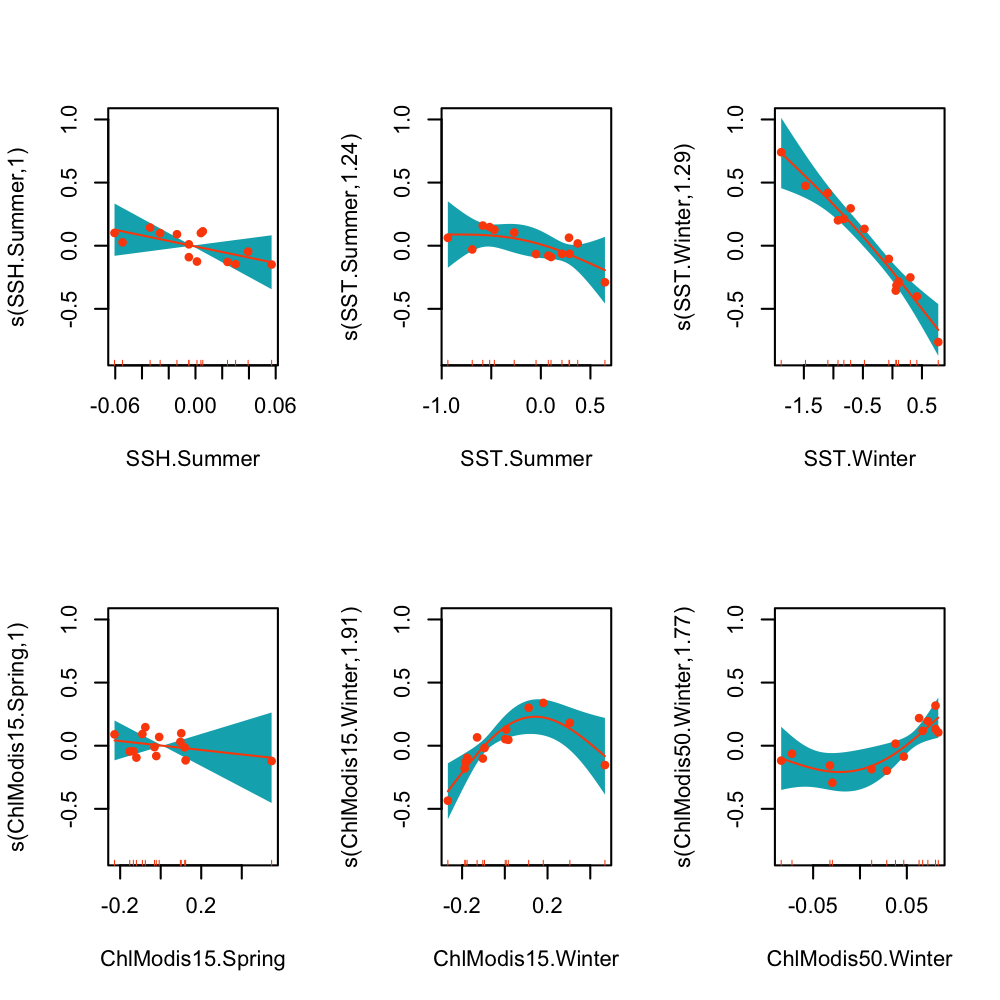 s(SSH.Summer,1)
1.0
0.5
0.0
-0.5
-0.06 0.00 0.06
SSH.Summer
s(SST.Summer,1.24)
1.0
0.5
0.0
-0.5
-1.0 0.0 0.5
SST.Summer
s(SST.Winter,1.29)
1.0
0.5
0.0
-0.5
-1.5 -0.5 0.5
SST.Winter
s(ChlModis15.Spring,1)
1.0
0.5
0.0
-0.5
-0.2 0.2
ChlModis15.Spring
s(ChlModis15.Winter,1.91)
1.0
0.5
0.0
-0.5
-0.2 0.2
ChlModis15.Winter
s(ChlModis50.Winter,1.77)
1.0
0.5
0.0
-0.5
-0.05 0.05
ChlModis50.Winter